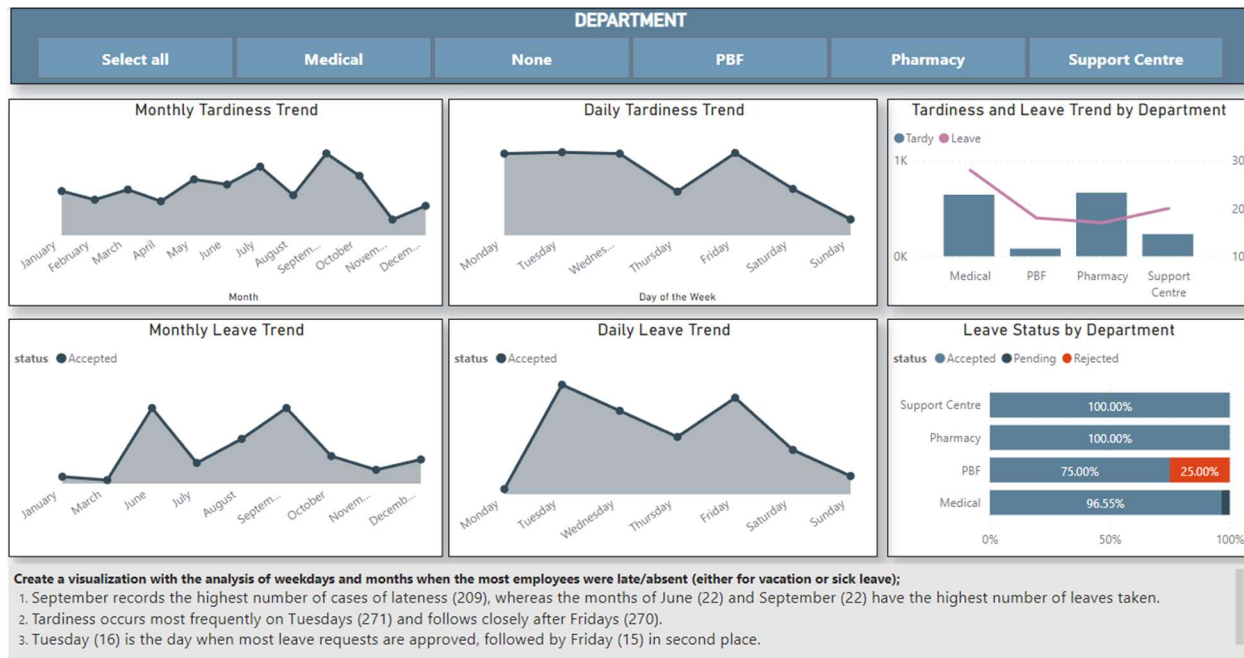 DEPARTMENT
Select all Medical None PBF Pharmacy Support Centre
Monthly Tardiness Trend
January February March April May June July August Septem... October Novem... Decem...
Month
Daily Tardiness Trend
Monday Tuesday Wednes... Thursday Friday Saturday Sunday
Day of the Week
Tardiness and Leave Trend by Department
Tardy Leave
1K 30
20
0K 10
Medical PBF Pharmacy Support
Centre
Monthly Leave Trend
status Accepted
January March June July August Septem... October Novem... Decemb...
Daily Leave Trend
status Accepted
Monday Tuesday Wednesday Thursday Friday Saturday Sunday
Leave Status by Department
status Accepted Pending Rejected
Support Centre 100.00%
Pharmacy 100.00%
PBF 75.00% 25.00%
Medical 96.55%
0% 50% 100%
Create a visualization with the analysis of weekdays and months when the most employees were late/absent (either for vacation or sick leave);
1. September records the highest number of cases of lateness (209), whereas the months of June (22) and September (22) have the highest number of leaves taken.
2. Tardiness occurs most frequently on Tuesdays (271) and follows closely after Fridays (270).
3. Tuesday (16) is the day when most leave requests are approved, followed by Friday (15) in second place.